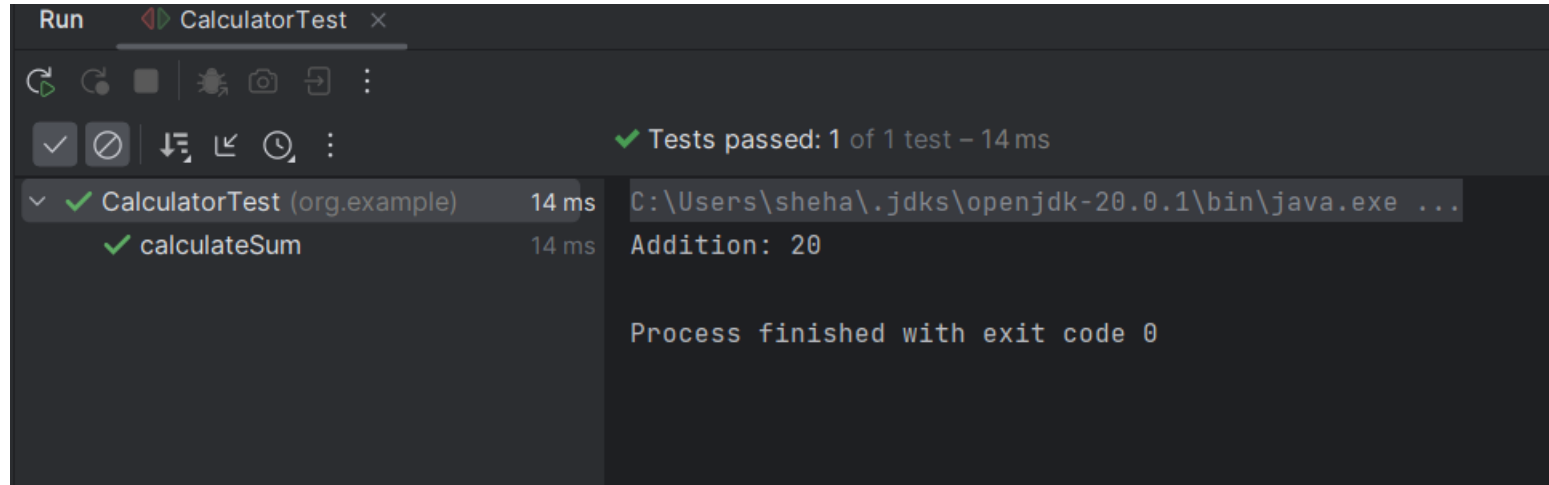 Run CalculatorTest
Tests passed: 1 of 1 test – 14 ms
CalculatorTest (org.example) 14 ms
calculateSum 14 ms
C:\Users\sheha\.jdks\openjdk-20.0.1\bin\java.exe ...
Addition: 20
Process finished with exit code 0